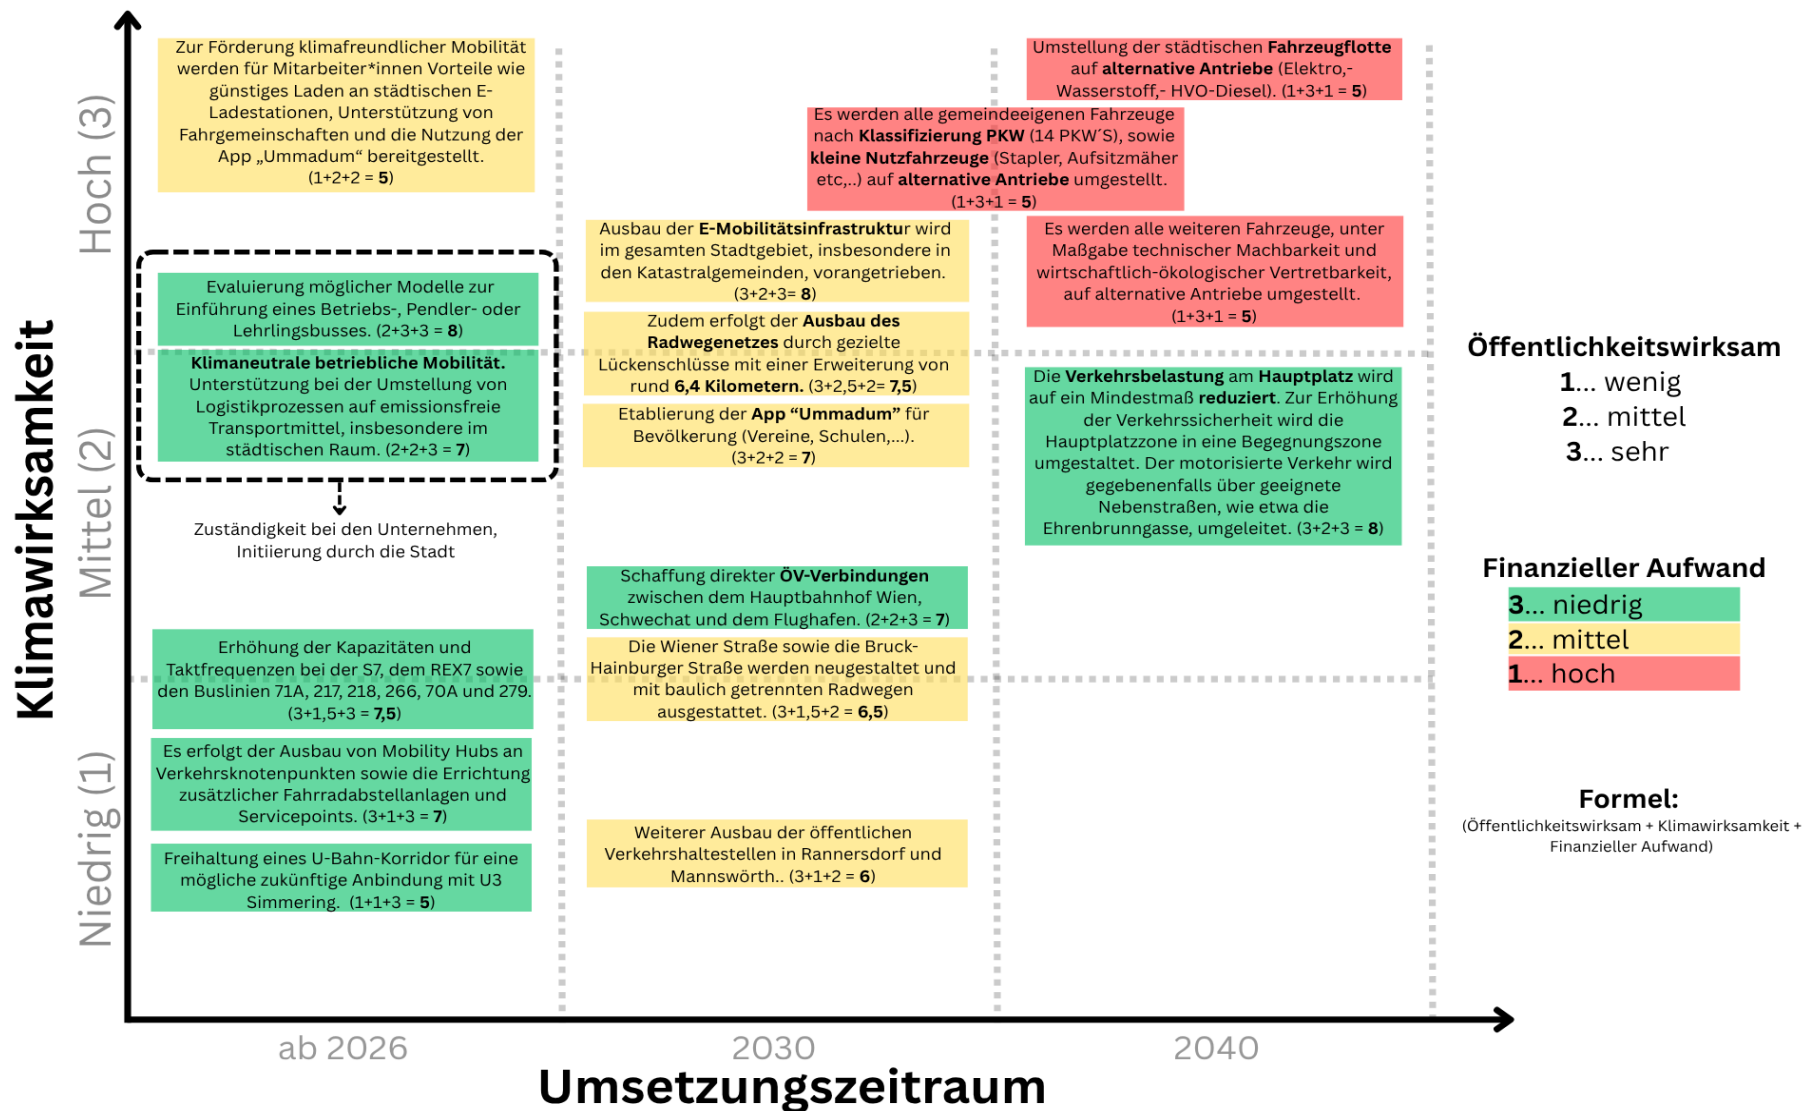 Klimawirksamkeit
Hoch (3)
Mittel (2)
Niedrig (1)
Zur Förderung klimafreundlicher Mobilität
werden für Mitarbeiter*innen Vorteile wie
günstiges Laden an städtischen E-
Ladestationen, Unterstützung von
Fahrgemeinschaften und die Nutzung der
App „Ummadum“ bereitgestellt.
(1+2+2 = 5)
Evaluierung möglicher Modelle zur
Einführung eines Betriebs-, Pendler- oder
Lehrlingsbusses. (2+3+3 = 8)
Klimaneutrale betriebliche Mobilität.
Unterstützung bei der Umstellung von
Logistikprozessen auf emissionsfreie
Transportmittel, insbesondere im
städtischen Raum. (2+2+3 = 7)
Zuständigkeit bei den Unternehmen,
Initiierung durch die Stadt
Erhöhung der Kapazitäten und
Taktfrequenzen bei der S7, dem REX7 sowie
den Buslinien 71A, 217, 218, 266, 70A und 279.
(3+1,5+3 = 7,5)
Es erfolgt der Ausbau von Mobility Hubs an
Verkehrsknotenpunkten sowie die Errichtung
zusätzlicher Fahrradabstellanlagen und
Servicepoints. (3+1+3 = 7)
Freihaltung eines U-Bahn-Korridor für eine
mögliche zukünftige Anbindung mit U3
Simmering. (1+1+3 = 5)
Ausbau der E-Mobilitätsinfrastruktur wird
im gesamten Stadtgebiet, insbesondere in
den Katastralgemeinden, vorangetrieben.
(3+2+3= 8)
Zudem erfolgt der Ausbau des
Radwegenetzes durch gezielte
Lückenschlüsse mit einer Erweiterung von
rund 6,4 Kilometern. (3+2,5+2= 7,5)
Etablierung der App “Ummadum” für
Bevölkerung (Vereine, Schulen,...).
(3+2+2 = 7)
Schaffung direkter ÖV-Verbindungen
zwischen dem Hauptbahnhof Wien,
Schwechat und dem Flughafen. (2+2+3 = 7)
Die Wiener Straße sowie die Bruck-
Hainburger Straße werden neugestaltet und
mit baulich getrennten Radwegen
ausgestattet. (3+1,5+2 = 6,5)
Weiterer Ausbau der öffentlichen
Verkehrshaltestellen in Rannersdorf und
Mannswörth.. (3+1+2 = 6)
Umstellung der städtischen Fahrzeugflotte
auf alternative Antriebe (Elektro,-
Wasserstoff,- HVO-Diesel). (1+3+1 = 5)
Es werden alle gemeindeeigenen Fahrzeuge
nach Klassifizierung PKW (14 PKW´S), sowie
kleine Nutzfahrzeuge (Stapler, Aufsitzmäher
etc,..) auf alternative Antriebe umgestellt.
(1+3+1 = 5)
Es werden alle weiteren Fahrzeuge, unter
Maßgabe technischer Machbarkeit und
wirtschaftlich-ökologischer Vertretbarkeit,
auf alternative Antriebe umgestellt.
(1+3+1 = 5)
Die Verkehrsbelastung am Hauptplatz wird
auf ein Mindestmaß reduziert. Zur Erhöhung
der Verkehrssicherheit wird die
Hauptplatzzone in eine Begegnungszone
umgestaltet. Der motorisierte Verkehr wird
gegebenenfalls über geeignete
Nebenstraßen, wie etwa die
Ehrenbrunngasse, umgeleitet. (3+2+3 = 8)
Öffentlichkeitswirksam
1... wenig
2... mittel
3... sehr
Finanzieller Aufwand
3... niedrig
2... mittel
1... hoch
Formel:
(Öffentlichkeitswirksam + Klimawirksamkeit +
Finanzieller Aufwand)
ab 2026
2030
2040
Umsetzungszeitraum